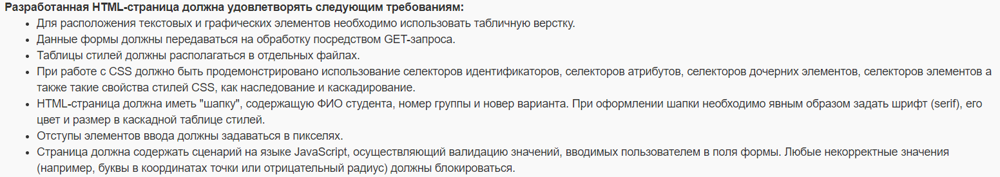 Разработанная HTML-страница должна удовлетворять следующим требованиям:
• Для расположения текстовых и графических элементов необходимо использовать табличную верстку.
• Данные формы должны передаваться на обработку посредством GET-запроса.
• Таблицы стилей должны располагаться в отдельных файлах.
• При работе с CSS должно быть продемонстрировано использование селекторов идентификаторов, селекторов атрибутов, селекторов дочерних элементов, селекторов элементов а
также такие свойства стилей CSS, как наследование и каскадирование.
• HTML-страница должна иметь "шапку", содержащую ФИО студента, номер группы и новер варианта. При оформлении шапки необходимо явным образом задать шрифт (serif), его
цвет и размер в каскадной таблице стилей.
• Отступы элементов ввода должны задаваться в пикселях.
• Страница должна содержать сценарий на языке JavaScript, осуществляющий валидацию значений, вводимых пользователем в поля формы. Любые некорректные значения
(например, буквы в координатах точки или отрицательный радиус) должны блокироваться.